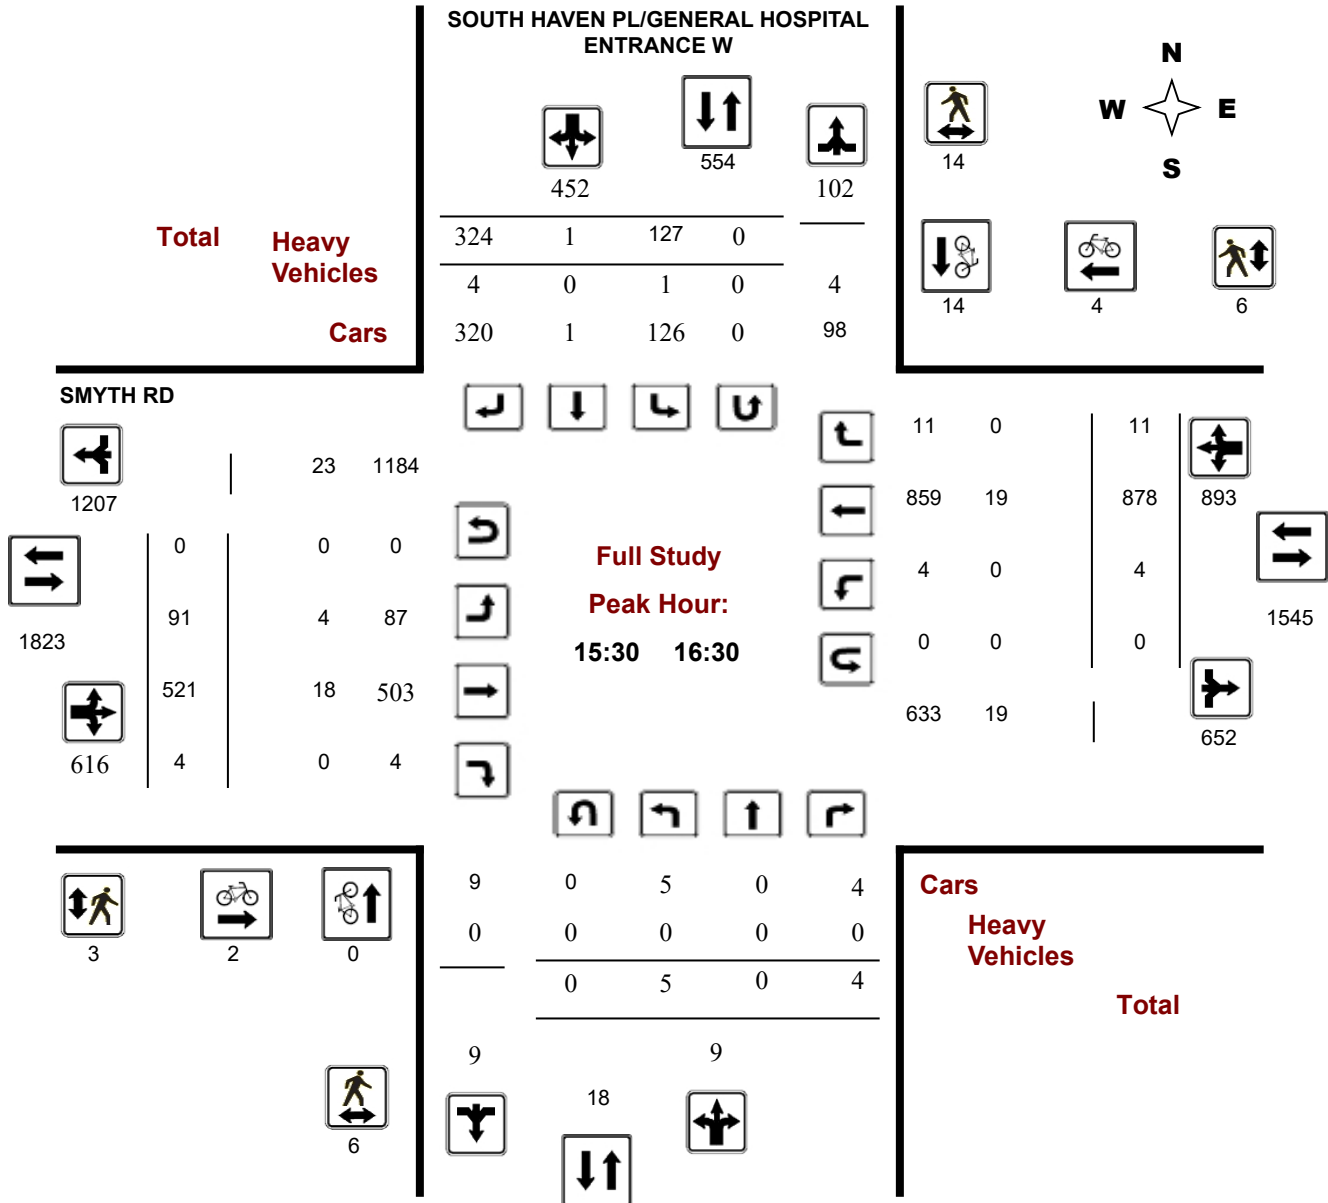 SOUTH HAVEN PL/GENERAL HOSPITAL
ENTRANCE W
N
W E
S
554
14
452
102
Total
Heavy
Vehicles
324 1 127 0
4 0 1 0 4
Cars
320 1 126 0 98
14 4 6
SMYTH RD
11 0 11
23 1184
1207
859 19 878 893
0 0 0
Full Study
4 0 4
91 4 87
Peak Hour:
1823
1545
15:30 16:30
0 0 0
521 18 503
633 19
652
616 4 0 4
9 0 5 0 4
Cars
0 0 0 0 0
Heavy
Vehicles
3 2 0
0 5 0 4
Total
9 9
18
6